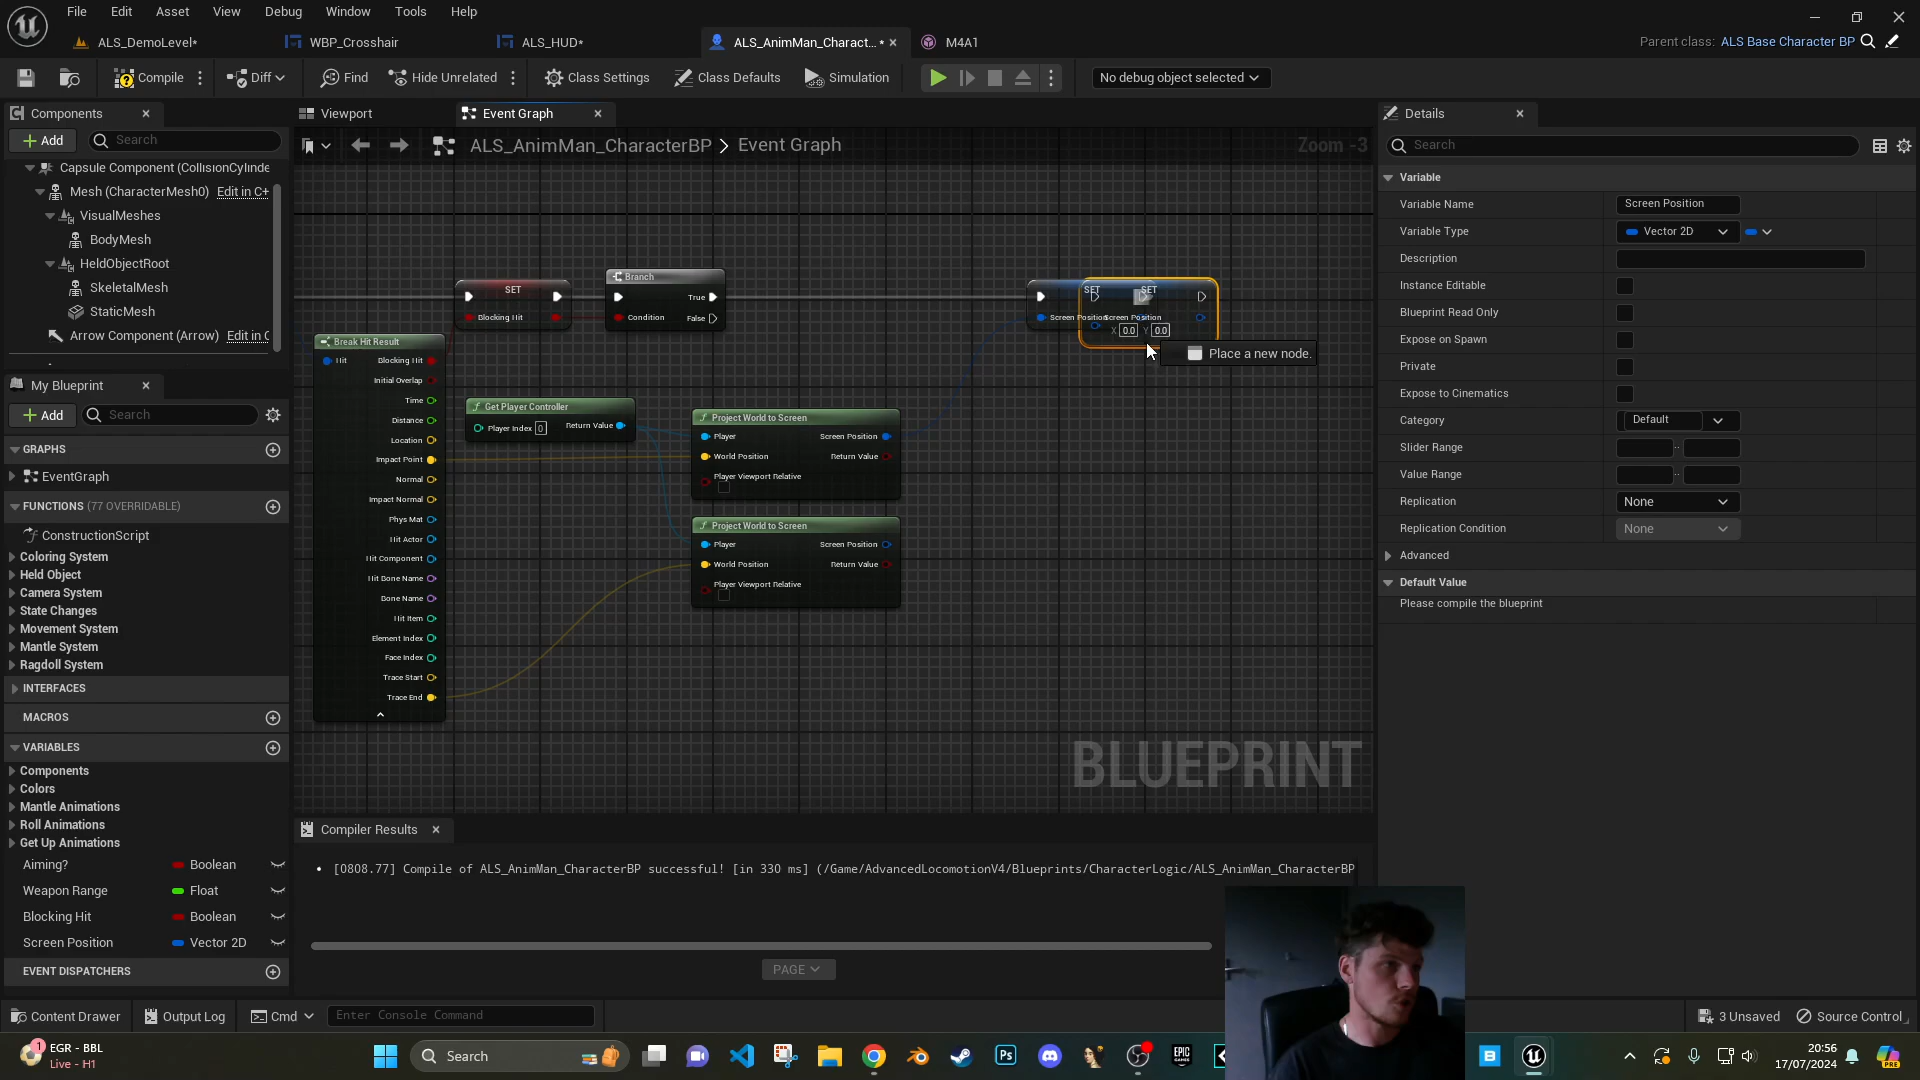 File Edit Asset View Debug Window Tools Help
ALS_DemoLevel* WBP_Crosshair ALS_HUD* ALS_AnimMan_Charact...* M4A1
Parent class: ALS Base Character BP
Compile Diff Find Hide Unrelated Class Settings Class Defaults Simulation No debug object selected
Components
Add Search
Capsule Component (CollisionCylinde
Mesh (CharacterMesh0) Edit in C+
VisualMeshes
BodyMesh
HeldObjectRoot
SkeletalMesh
StaticMesh
Arrow Component (Arrow) Edit in C
My Blueprint
Add Search
GRAPHS
EventGraph
FUNCTIONS (77 OVERRIDABLE)
ConstructionScript
Coloring System
Held Object
Camera System
State Changes
Movement System
Mantle System
Ragdoll System
INTERFACES
MACROS
VARIABLES
Components
Colors
Mantle Animations
Roll Animations
Get Up Animations
Aiming? Boolean
Weapon Range Float
Blocking Hit Boolean
Screen Position Vector 2D
EVENT DISPATCHERS
Viewport Event Graph
ALS_AnimMan_CharacterBP > Event Graph
Zoom -3
SET
Blocking Hit
Branch
True
Condition False
SET SET
Screen Position Screen Position
X 0.0 Y 0.0
Place a new node.
Break Hit Result
Hit Blocking Hit
Initial Overlap
Time
Distance
Location
Impact Point
Normal
Impact Normal
Phys Mat
Hit Actor
Hit Component
Hit Bone Name
Bone Name
Hit Item
Element Index
Face Index
Trace Start
Trace End
Get Player Controller
Player Index 0 Return Value
Project World to Screen
Player Screen Position
World Position Return Value
Player Viewport Relative
Project World to Screen
Player Screen Position
World Position Return Value
Player Viewport Relative
BLUEPRINT
Compiler Results
[0808.77] Compile of ALS_AnimMan_CharacterBP successful! [in 330 ms] (/Game/AdvancedLocomotionV4/Blueprints/CharacterLogic/ALS_AnimMan_CharacterBP
PAGE
Details
Search
Variable
Variable Name Screen Position
Variable Type Vector 2D
Description
Instance Editable
Blueprint Read Only
Expose on Spawn
Private
Expose to Cinematics
Category Default
Slider Range ..
Value Range ..
Replication None
Replication Condition None
Advanced
Default Value
Please compile the blueprint
Content Drawer Output Log Cmd Enter Console Command 3 Unsaved Source Control
1 EGR - BBL
Live - H1
Search
Ps
EPIC GAMES
B
20:56
17/07/2024
PRE